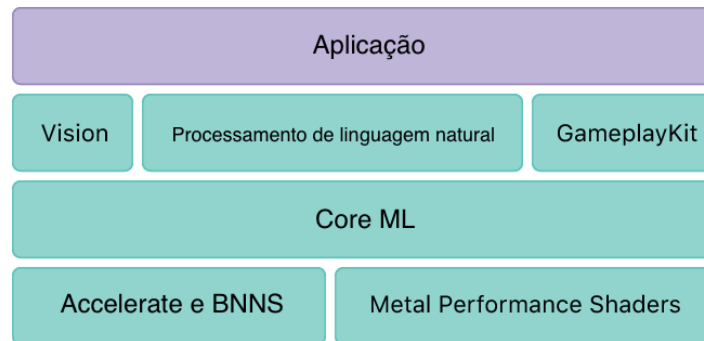 Aplicação
Vision
Processamento de linguagem natural
GameplayKit
Core ML
Accelerate e BNNS
Metal Performance Shaders